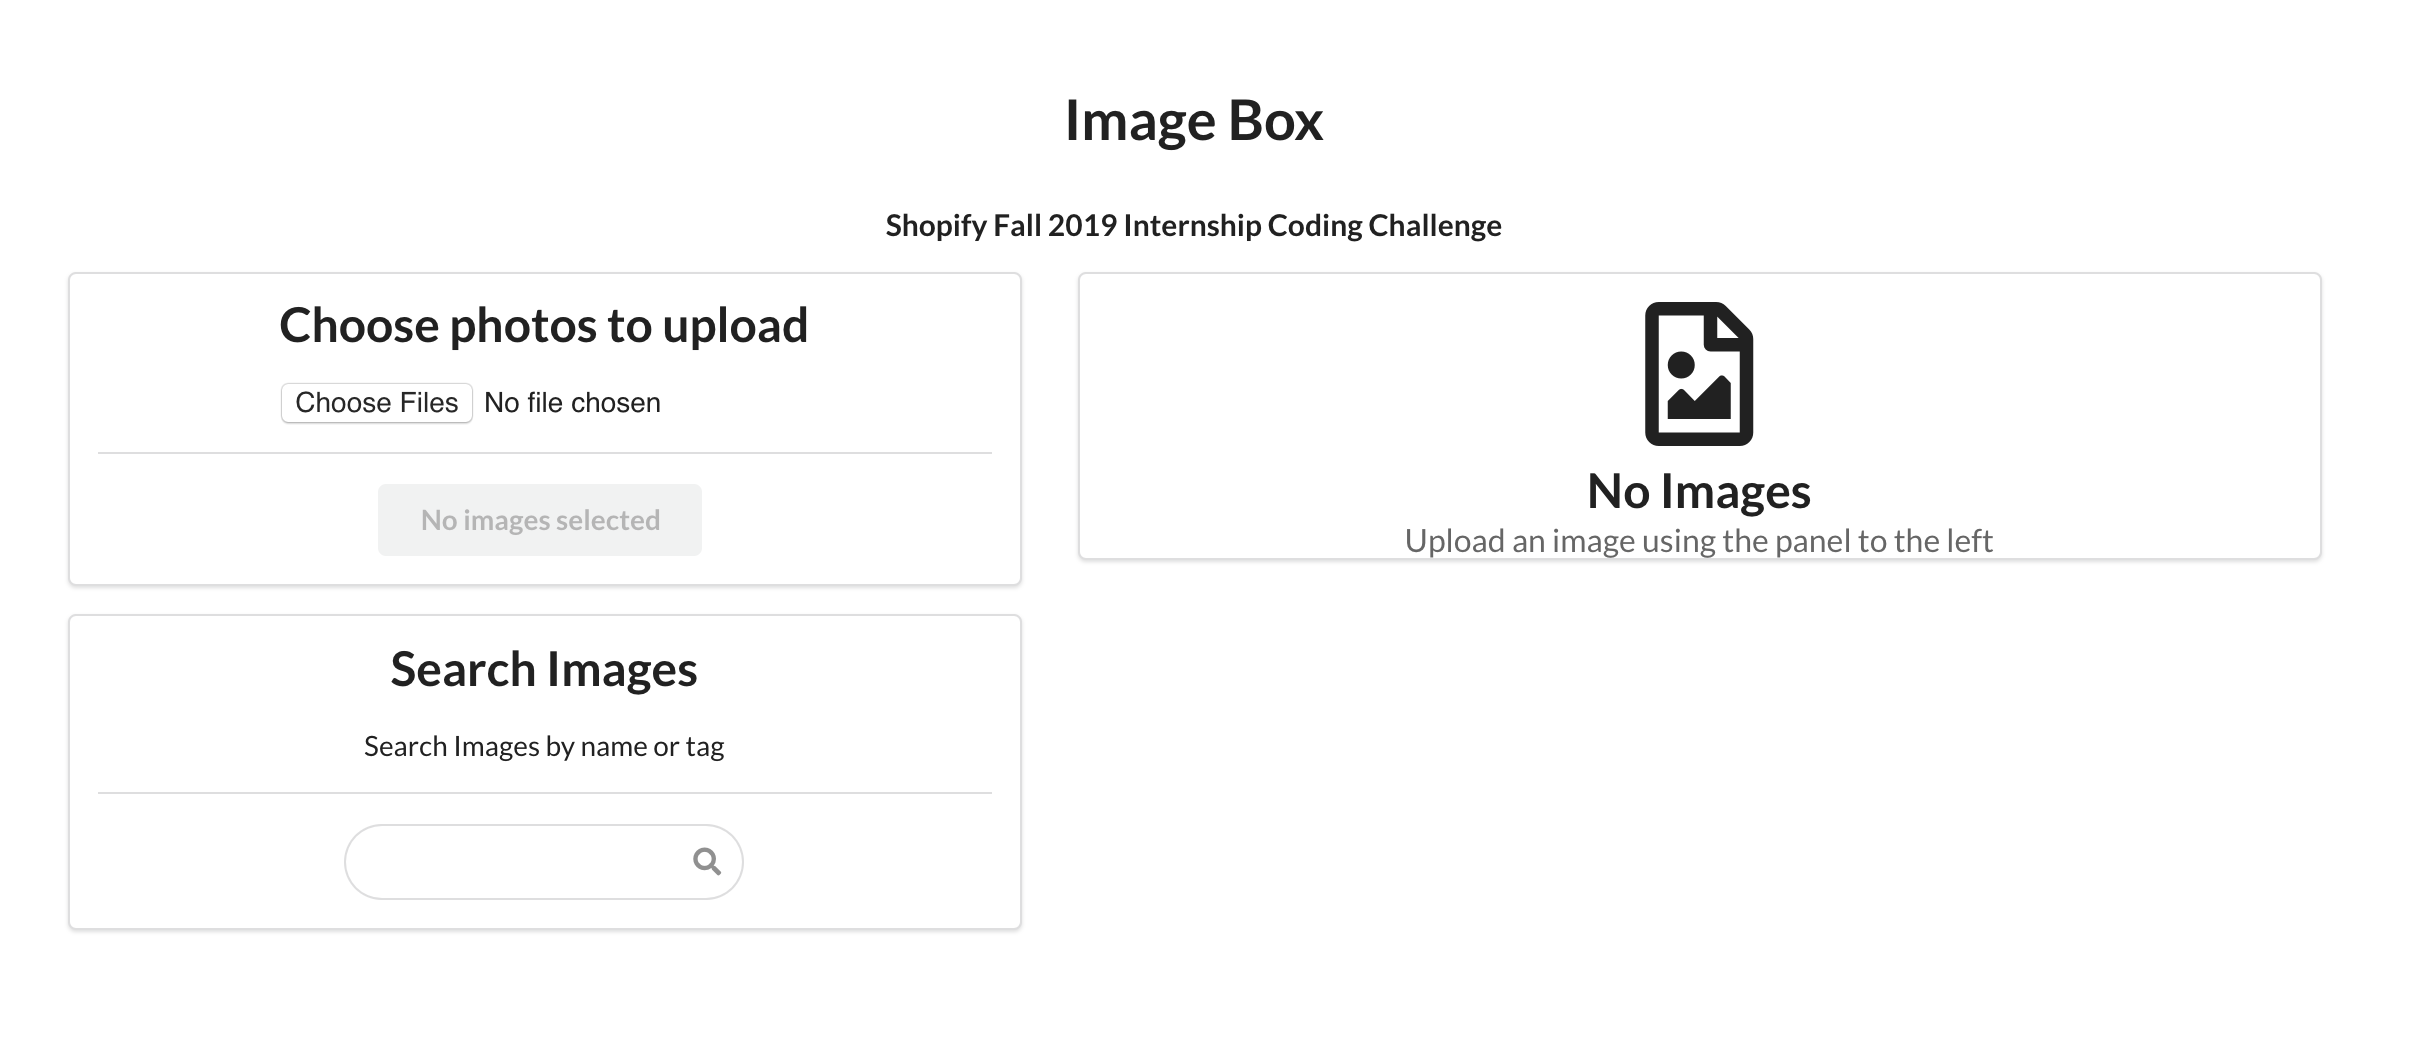 Image Box
Shopify Fall 2019 Internship Coding Challenge
Choose photos to upload
Choose Files No file chosen
No images selected
Search Images
Search Images by name or tag
No Images
Upload an image using the panel to the left